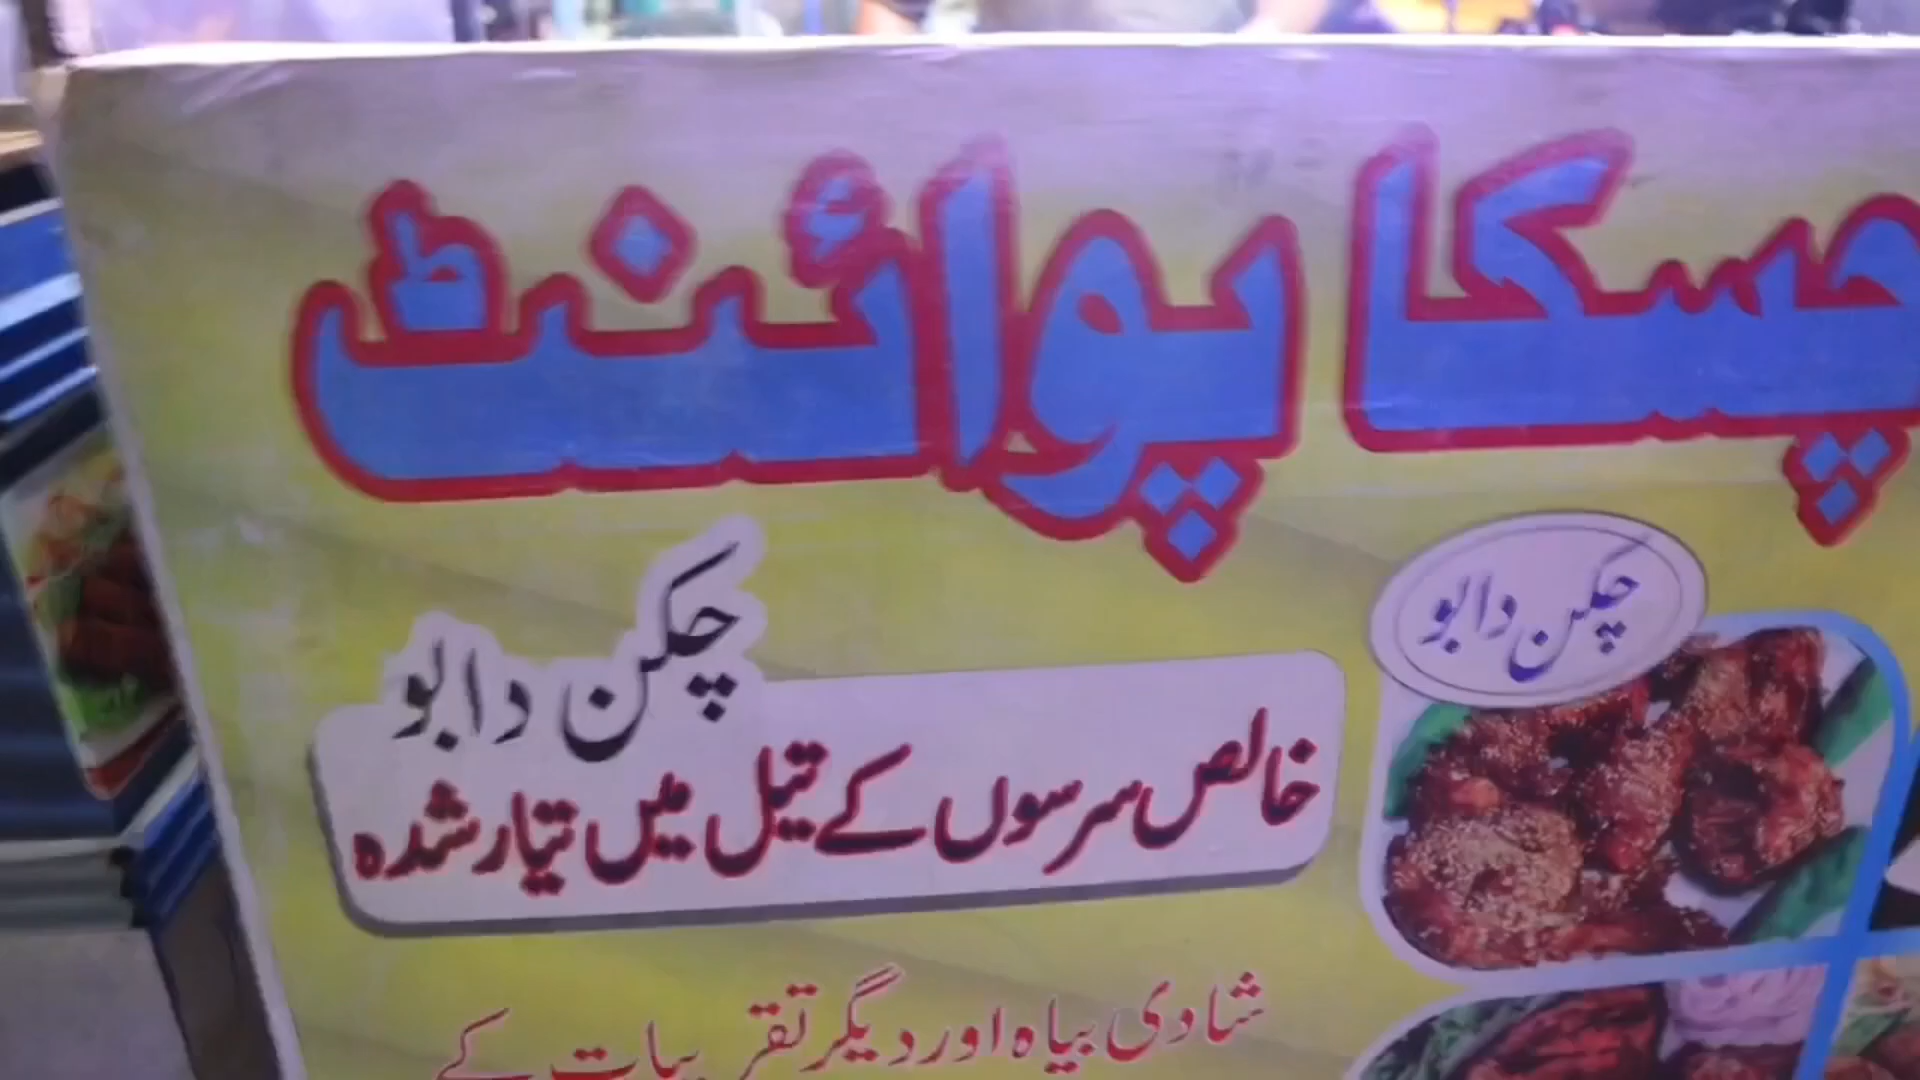 چسکا پوائنٹ
چکن دابو
چکن دابو
خالص سرسوں کے تیل میں تیار شدہ
شادی بیاہ اور دیگر تقریبات کے